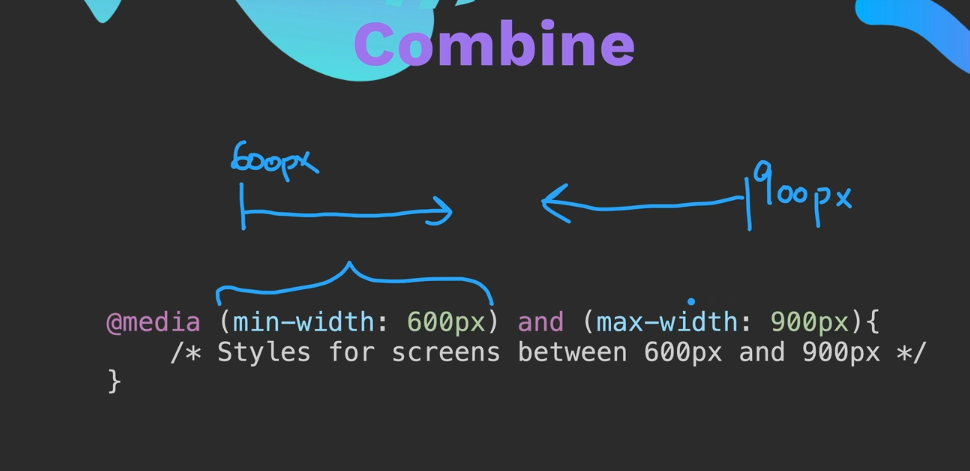 Combine
600px
900px
@media (min-width: 600px) and (max-width: 900px){
/* Styles for screens between 600px and 900px */
}